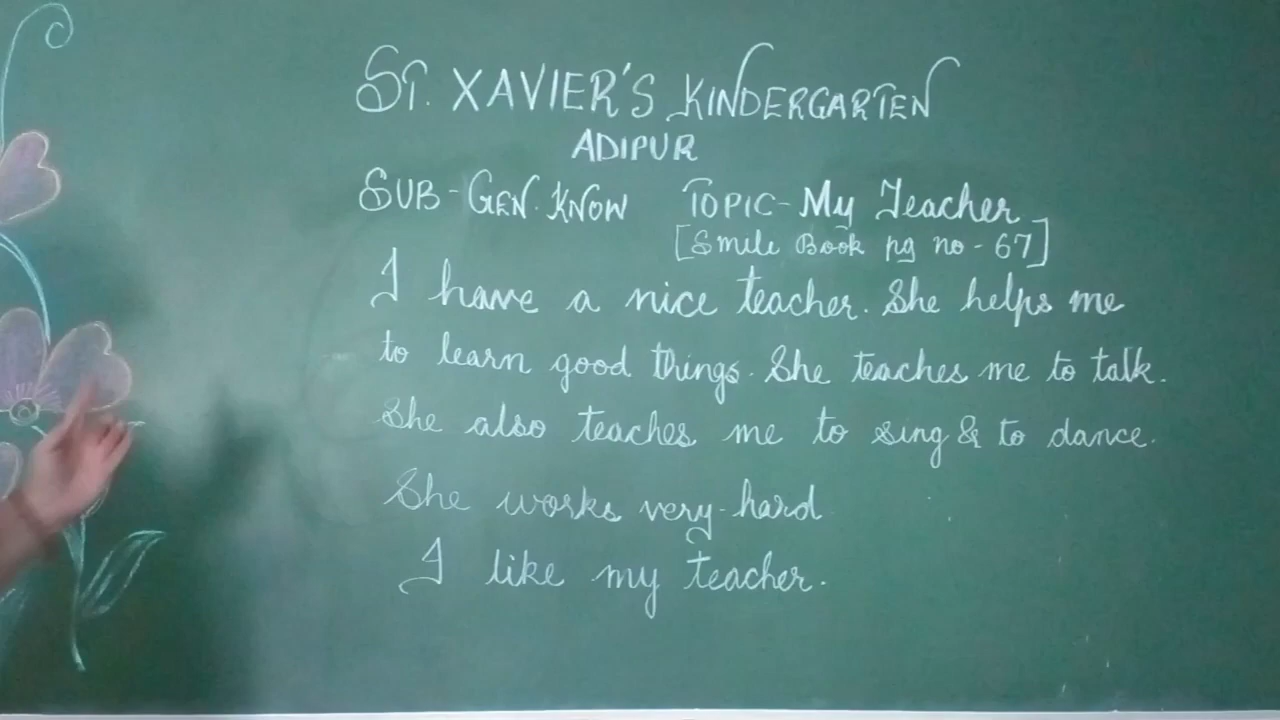 ST. XAVIER'S KINDERGARTEN
ADIPUR
SUB - GEN. KNOW TOPIC - My Teacher
[Smile Book pg no - 67]
I have a nice teacher. She helps me
to learn good things. She teaches me to talk.
She also teaches me to sing & to dance.
She works very hard
I like my teacher.